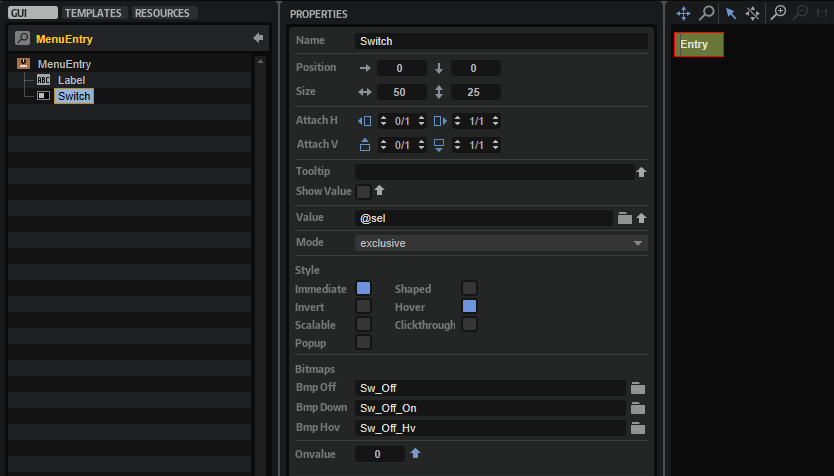 GUI TEMPLATES RESOURCES
MenuEntry
MenuEntry
ABC Label
Switch
PROPERTIES
Name Switch
Position 0 0
Size 50 25
Attach H 0/1 1/1
Attach V 0/1 1/1
Tooltip
Show Value
Value @sel
Mode exclusive
Style
Immediate Shaped
Invert Hover
Scalable Clickthrough
Popup
Bitmaps
Bmp Off Sw_Off
Bmp Down Sw_Off_On
Bmp Hov Sw_Off_Hv
Onvalue 0
1:1
Entry